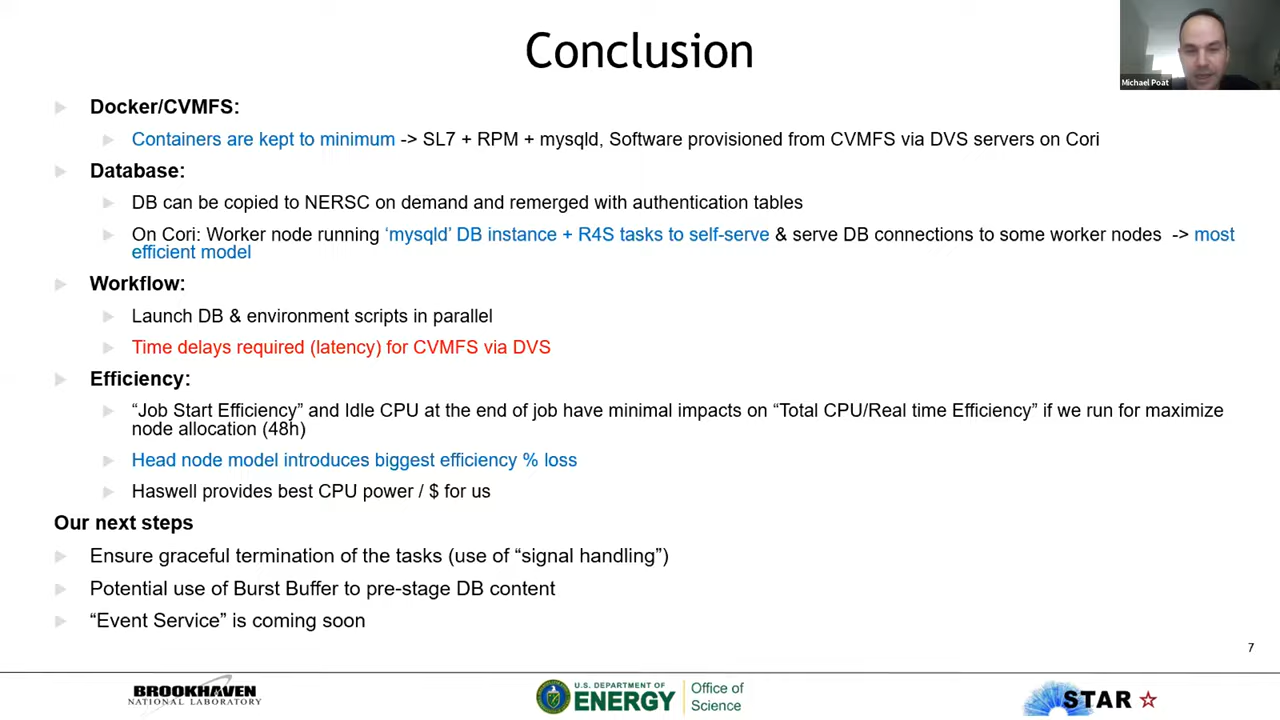 Conclusion
Michael Poat
Docker/CVMFS:
Containers are kept to minimum -> SL7 + RPM + mysqld, Software provisioned from CVMFS via DVS servers on Cori
Database:
DB can be copied to NERSC on demand and remerged with authentication tables
On Cori: Worker node running ‘mysqld’ DB instance + R4S tasks to self-serve & serve DB connections to some worker nodes -> most
efficient model
Workflow:
Launch DB & environment scripts in parallel
Time delays required (latency) for CVMFS via DVS
Efficiency:
“Job Start Efficiency” and Idle CPU at the end of job have minimal impacts on “Total CPU/Real time Efficiency” if we run for maximize
node allocation (48h)
Head node model introduces biggest efficiency % loss
Haswell provides best CPU power / $ for us
Our next steps
Ensure graceful termination of the tasks (use of “signal handling”)
Potential use of Burst Buffer to pre-stage DB content
“Event Service” is coming soon
7
BROOKHAVEN
NATIONAL LABORATORY
U.S. DEPARTMENT OF
ENERGY
Office of
Science
STAR